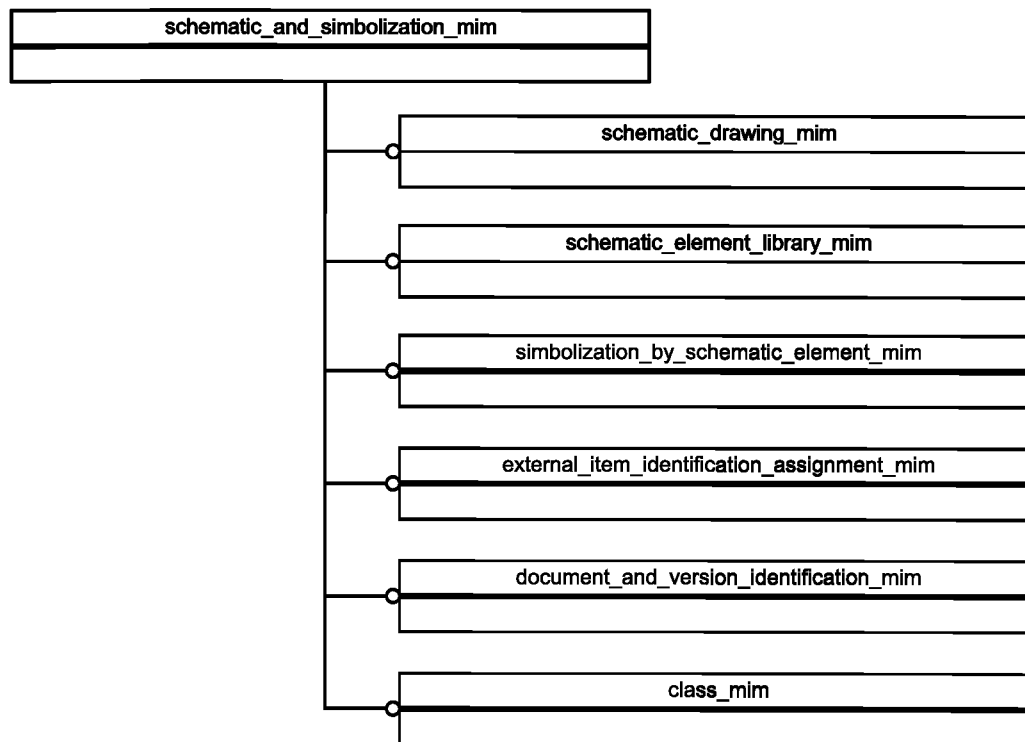 schematic_and_simbolization_mim
schematic_drawing_mim
schematic_element_library_mim
simbolization_by_schematic_element_mim
external_item_identification_assignment_mim
document_and_version_identification_mim
class_mim